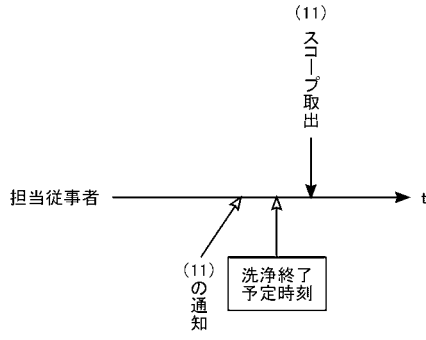 (11)
スコープ取出
担当従事者
t
(11)
の通知
洗浄終了
予定時刻